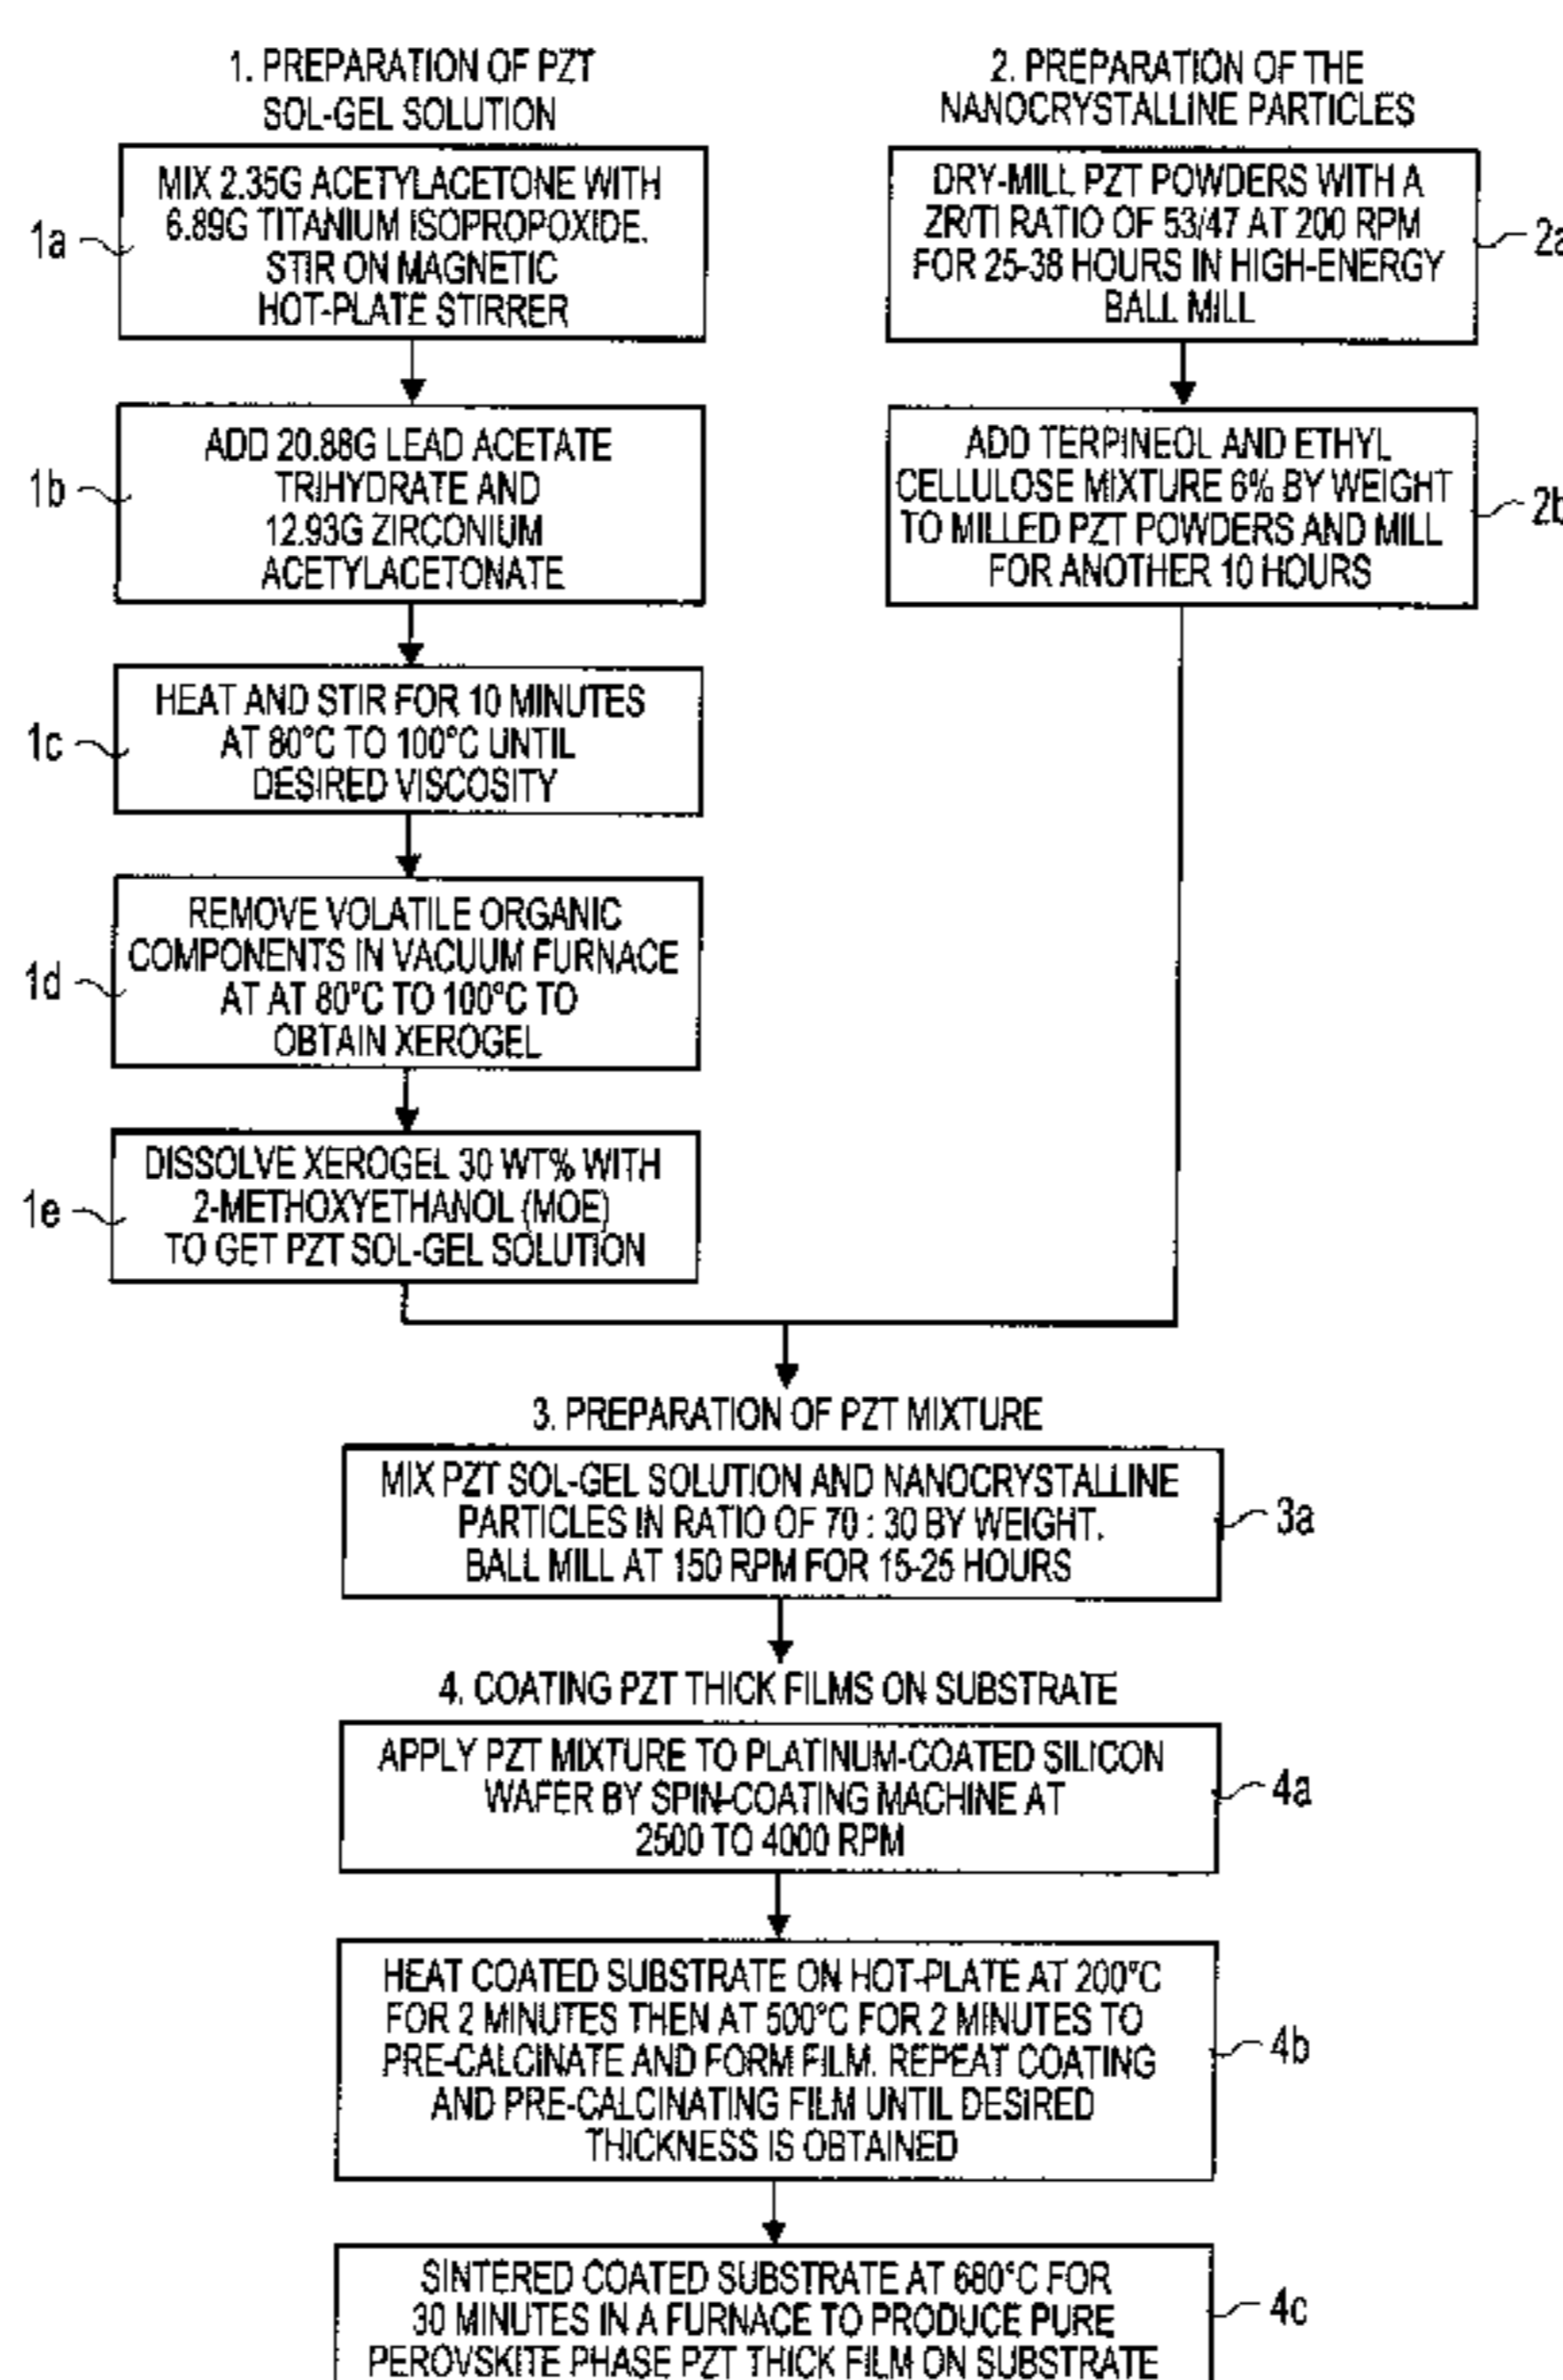 1. PREPARATION OF PZT
SOL-GEL SOLUTION
1a
MIX 2.35G ACETYLACETONE WITH
6.89G TITANIUM ISOPROPOXIDE.
STIR ON MAGNETIC
HOT-PLATE STIRRER
1b
ADD 20.88G LEAD ACETATE
TRIHYDRATE AND
12.93G ZIRCONIUM
ACETYLACETONATE
1c
HEAT AND STIR FOR 10 MINUTES
AT 80°C TO 100°C UNTIL
DESIRED VISCOSITY
1d
REMOVE VOLATILE ORGANIC
COMPONENTS IN VACUUM FURNACE
AT AT 80°C TO 100°C TO
OBTAIN XEROGEL
1e
DISSOLVE XEROGEL 30 WT% WITH
2-METHOXYETHANOL (MOE)
TO GET PZT SOL-GEL SOLUTION
2. PREPARATION OF THE
NANOCRYSTALLINE PARTICLES
DRY-MILL PZT POWDERS WITH A
ZR/TI RATIO OF 53/47 AT 200 RPM
FOR 25-38 HOURS IN HIGH-ENERGY
BALL MILL
2a
ADD TERPINEOL AND ETHYL
CELLULOSE MIXTURE 6% BY WEIGHT
TO MILLED PZT POWDERS AND MILL
FOR ANOTHER 10 HOURS
2b
3. PREPARATION OF PZT MIXTURE
MIX PZT SOL-GEL SOLUTION AND NANOCRYSTALLINE
PARTICLES IN RATIO OF 70 : 30 BY WEIGHT.
BALL MILL AT 150 RPM FOR 15-25 HOURS
3a
4. COATING PZT THICK FILMS ON SUBSTRATE
APPLY PZT MIXTURE TO PLATINUM-COATED SILICON
WAFER BY SPIN-COATING MACHINE AT
2500 TO 4000 RPM
4a
HEAT COATED SUBSTRATE ON HOT-PLATE AT 200°C
FOR 2 MINUTES THEN AT 500°C FOR 2 MINUTES TO
PRE-CALCINATE AND FORM FILM. REPEAT COATING
AND PRE-CALCINATING FILM UNTIL DESIRED
THICKNESS IS OBTAINED
4b
SINTERED COATED SUBSTRATE AT 680°C FOR
30 MINUTES IN A FURNACE TO PRODUCE PURE
PEROVSKITE PHASE PZT THICK FILM ON SUBSTRATE
4c